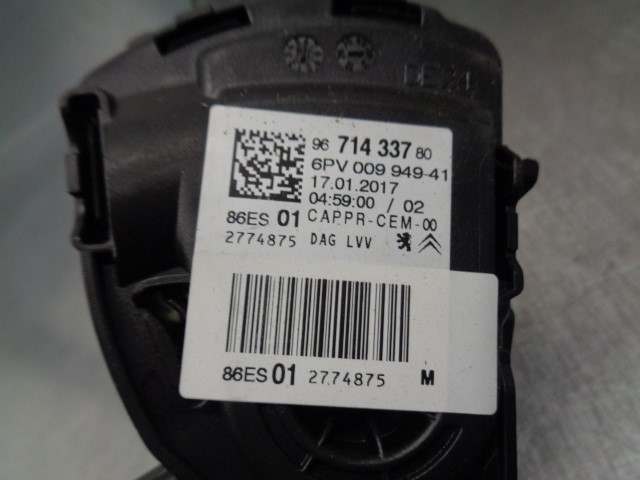 96 714 337 80
6PV 009 949-41
17.01.2017
04:59:00 / 02
86ES 01 CAPPR-CEM-00
2774875 DAG LVV
86ES 01 2774875 M